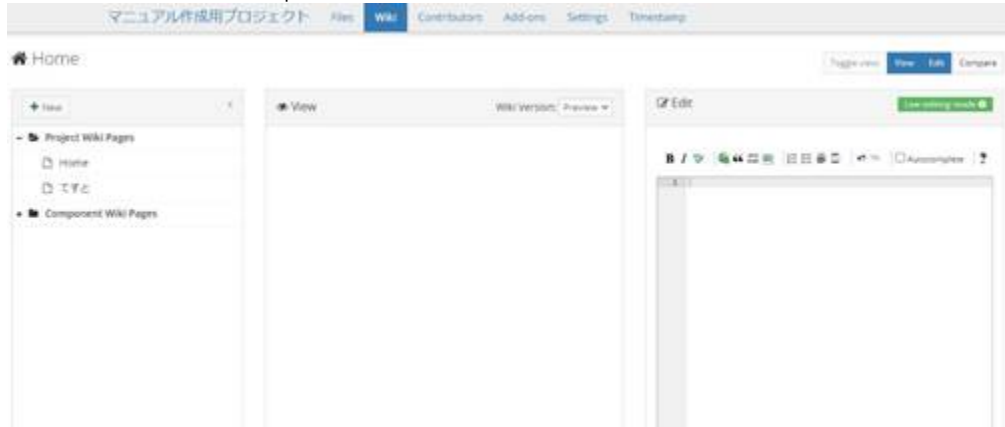 マニュアル作成用プロジェクト Files Wiki Contributors Add-ons Settings Timestamp
Home
Toggle view: View Edit Compare
+ New
View
Wiki Version: Preview
Edit
Live editing mode
Project Wiki Pages
Home
てすと
Component Wiki Pages
B I Autocomplete ?
1